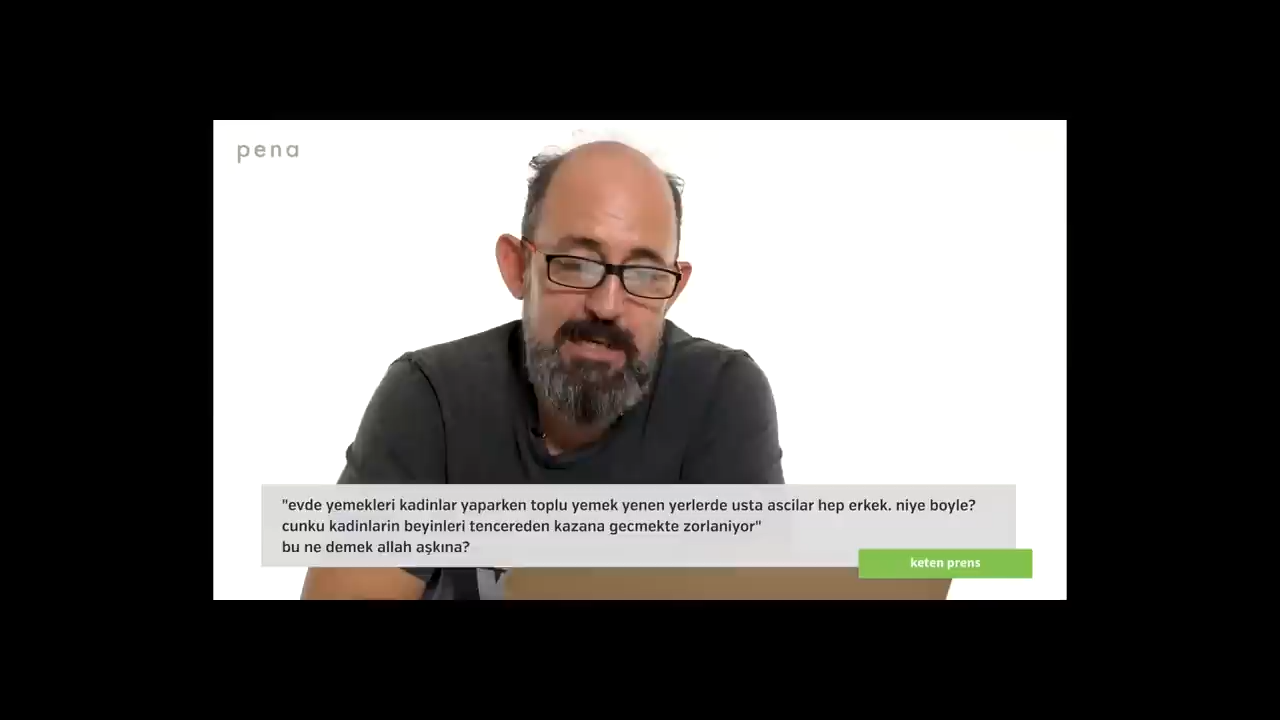 pena
"evde yemekleri kadinlar yaparken toplu yemek yenen yerlerde usta ascilar hep erkek. niye boyle?
cunku kadinlarin beyinleri tencereden kazana gecmekte zorlaniyor"
bu ne demek allah aşkına?
keten prens